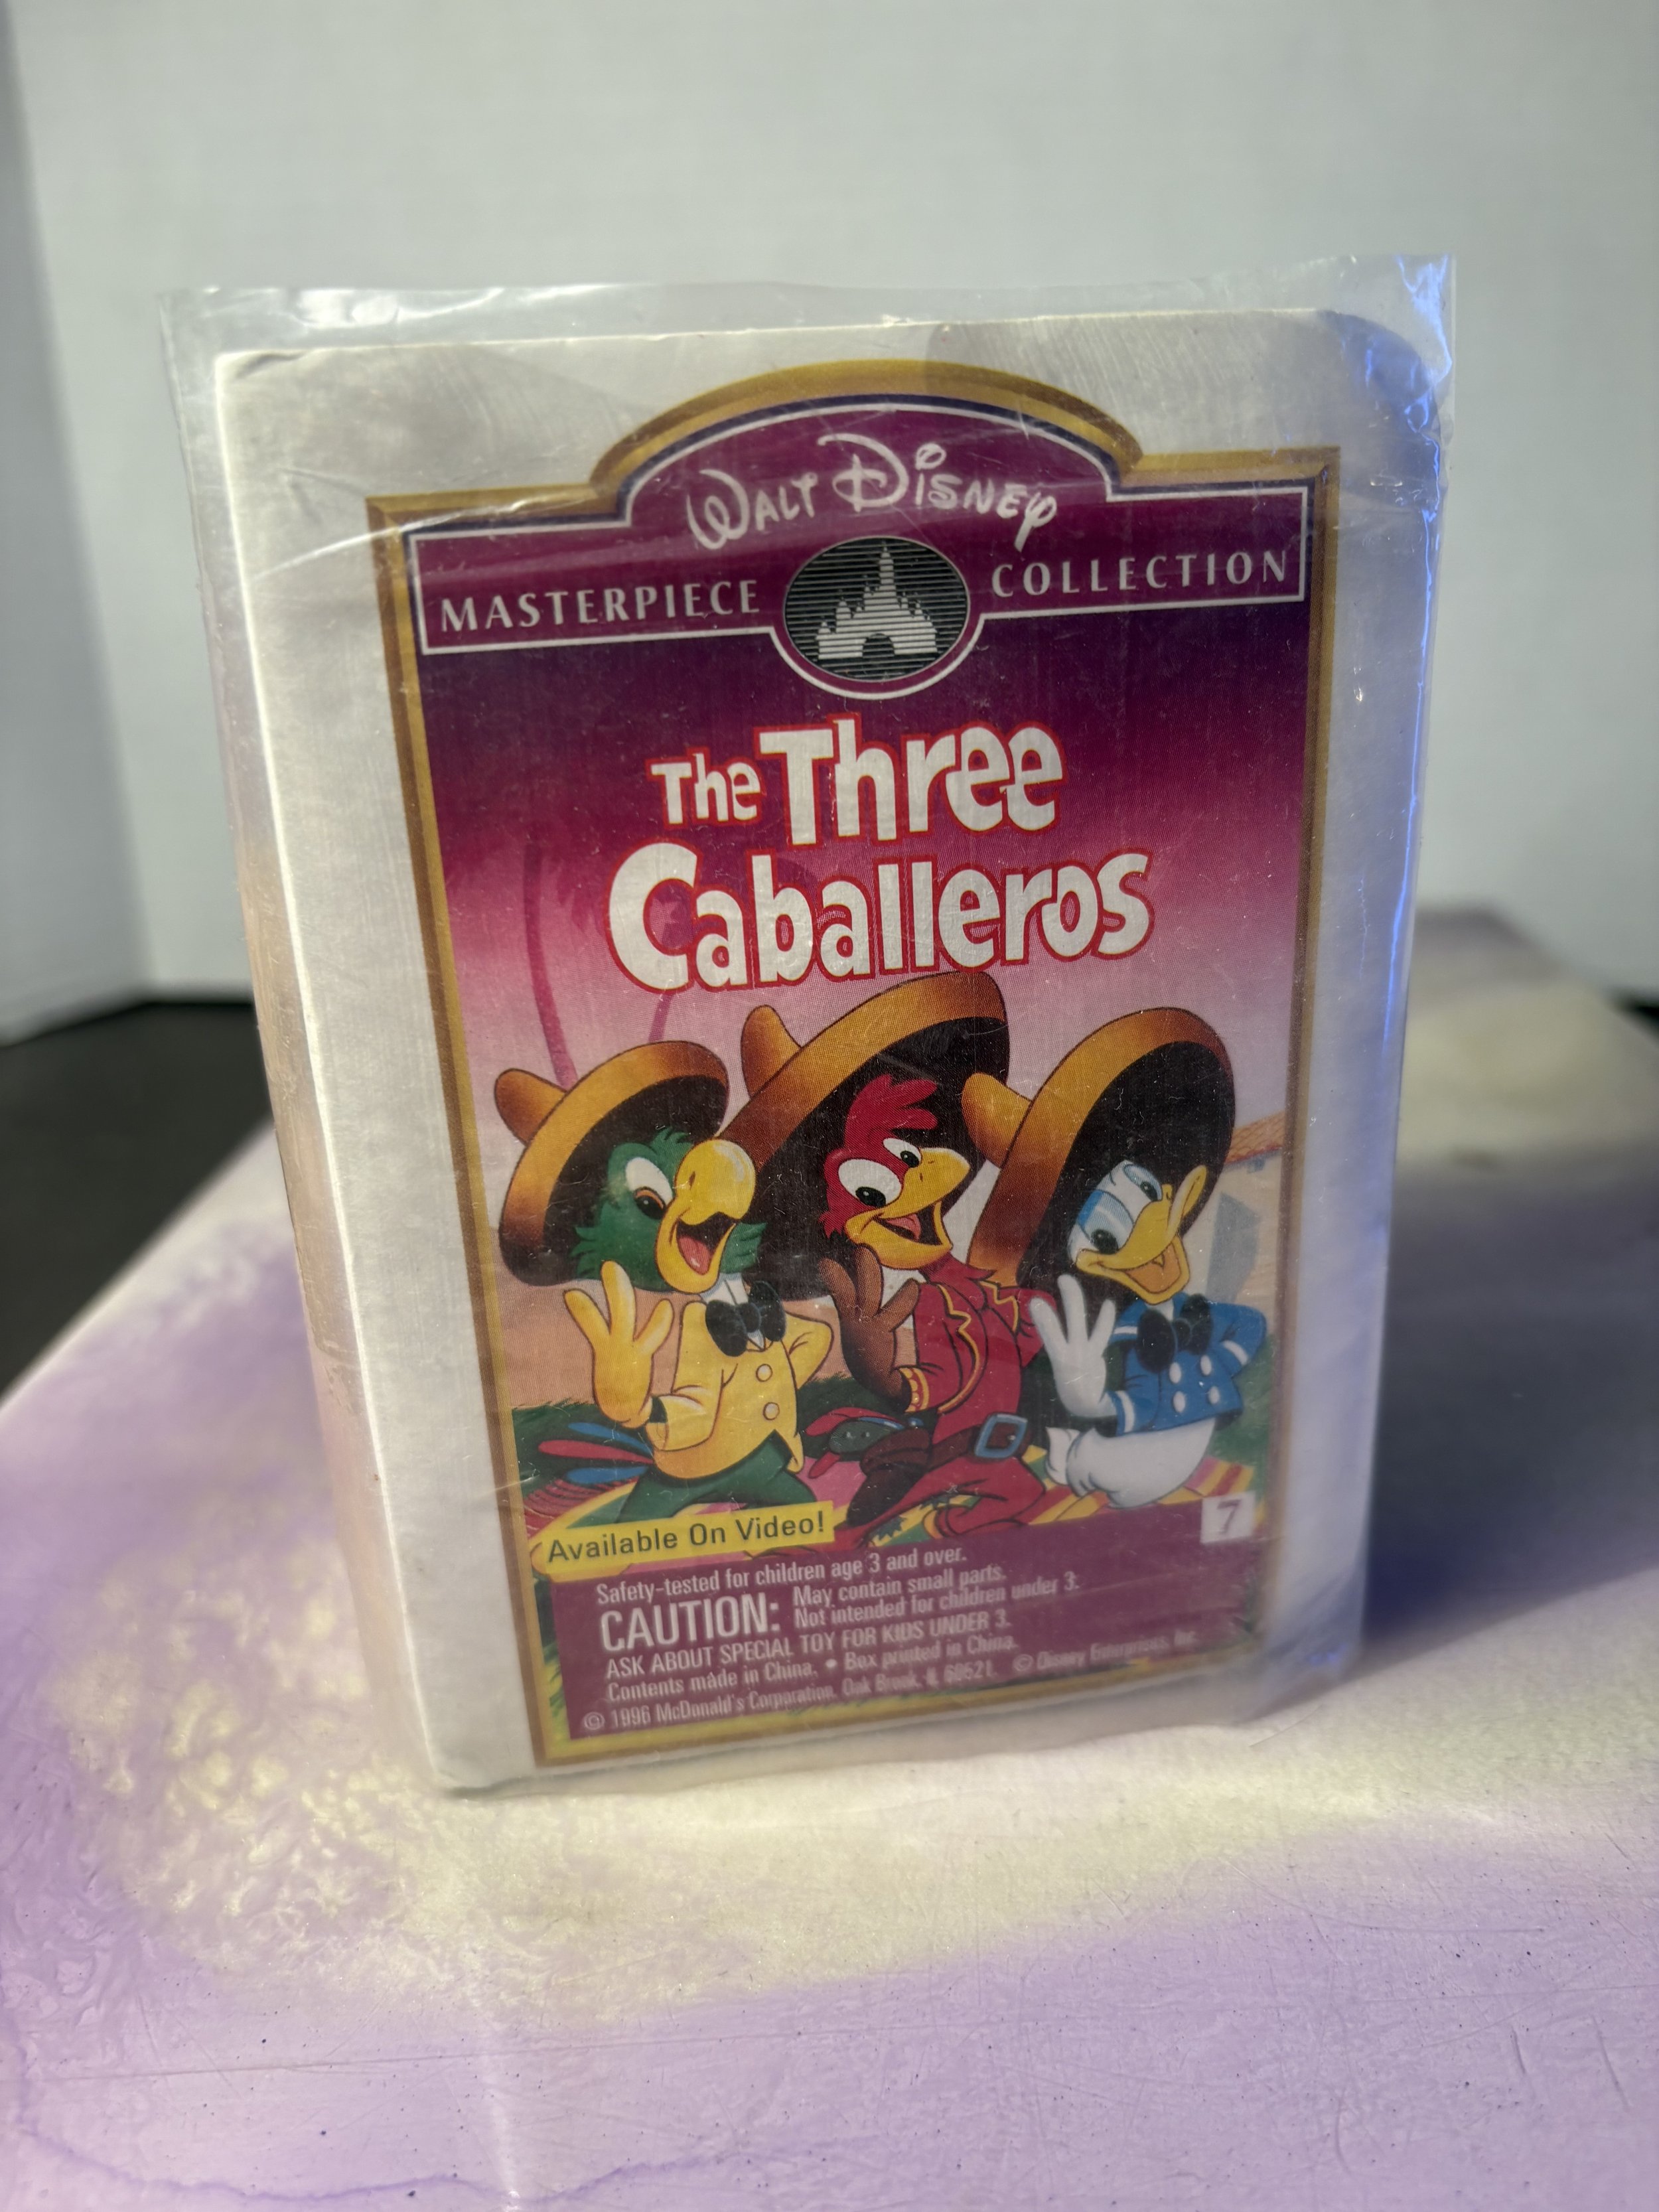 WALT DISNEY
MASTERPIECE COLLECTION
The Three
Caballeros
Available On Video!
7
Safety-tested for children age 3 and over.
CAUTION: May contain small parts.
Not intended for children under 3.
ASK ABOUT SPECIAL TOY FOR KIDS UNDER 3.
Contents made in China. • Box printed in China.
© 1996 McDonald's Corporation, Oak Brook, IL 60521. © Disney Enterprises, Inc.